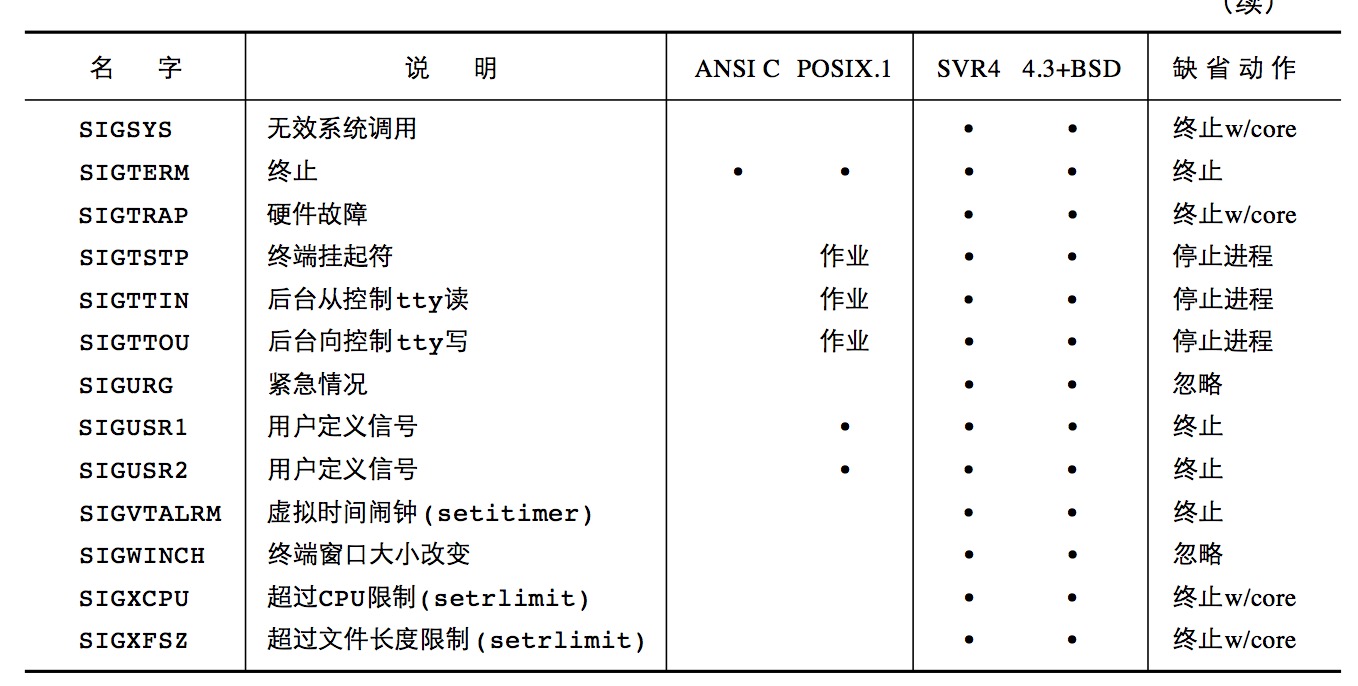 （续）
名 字 说 明 ANSI C POSIX.1 SVR4 4.3+BSD 缺省动作
SIGSYS 无效系统调用 • • 终止w/core
SIGTERM 终止 • • • • 终止
SIGTRAP 硬件故障 • • 终止w/core
SIGTSTP 终端挂起符 作业 • • 停止进程
SIGTTIN 后台从控制tty读 作业 • • 停止进程
SIGTTOU 后台向控制tty写 作业 • • 停止进程
SIGURG 紧急情况 • • 忽略
SIGUSR1 用户定义信号 • • • 终止
SIGUSR2 用户定义信号 • • • 终止
SIGVTALRM 虚拟时间闹钟(setitimer) • • 终止
SIGWINCH 终端窗口大小改变 • • 忽略
SIGXCPU 超过CPU限制(setrlimit) • • 终止w/core
SIGXFSZ 超过文件长度限制(setrlimit) • • 终止w/core